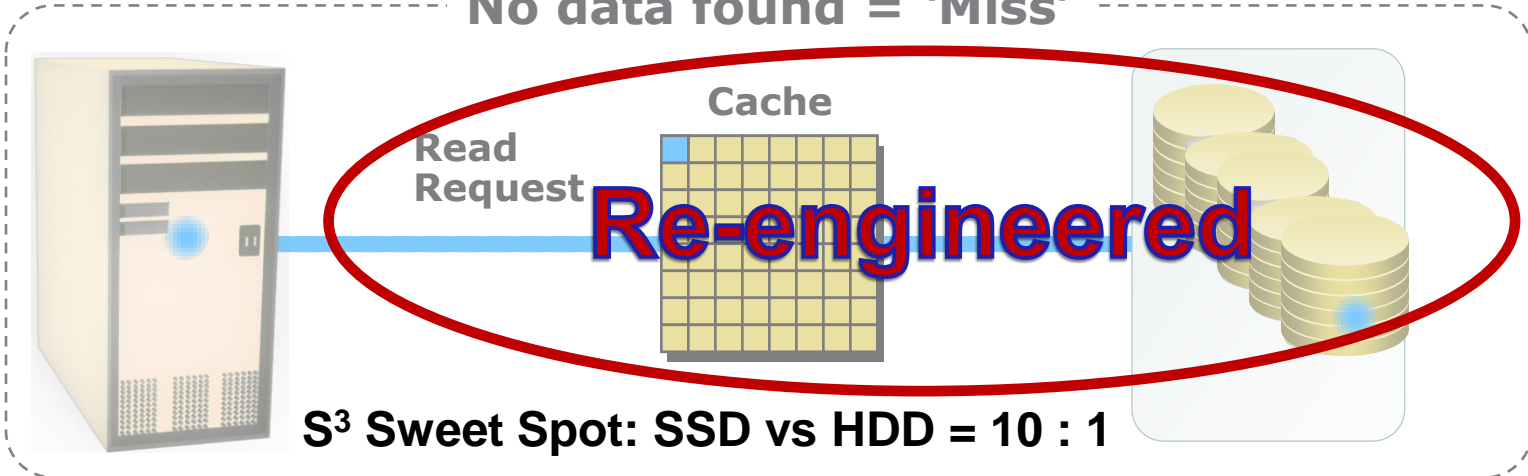 No data found = 'Miss'
Cache
Read
Request
Re-engineered
S³ Sweet Spot: SSD vs HDD = 10 : 1